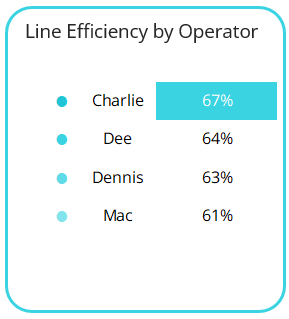 Line Efficiency by Operator
Charlie 67%
Dee 64%
Dennis 63%
Mac 61%